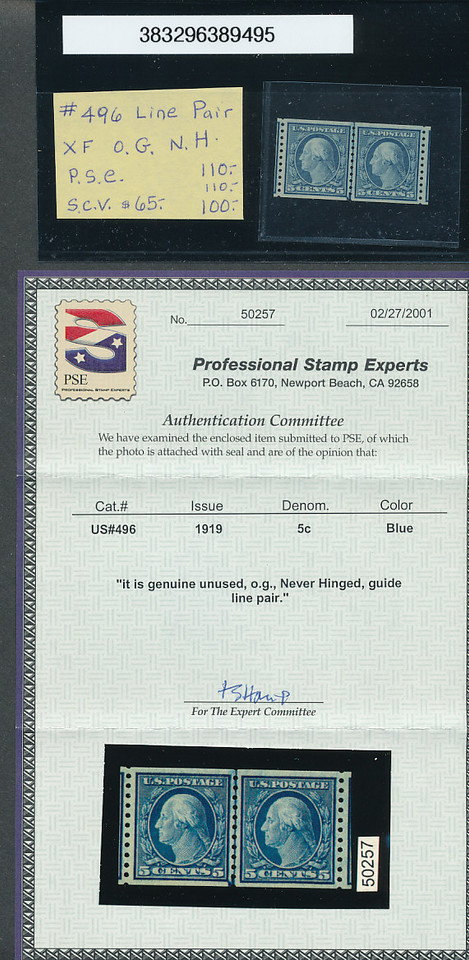 383296389495
#496 Line Pair
XF O.G. N.H.
P.S.e. 110.-
110.-
S.C.V. $65.- 100.-
U.S.POSTAGE U.S.POSTAGE
5 CENTS 5 5 CENTS 5
No. 50257 02/27/2001
PSE
PROFESSIONAL STAMP EXPERTS
Professional Stamp Experts
P.O. Box 6170, Newport Beach, CA 92658
Authentication Committee
We have examined the enclosed item submitted to PSE, of which
the photo is attached with seal and are of the opinion that:
Cat.# Issue Denom. Color
US#496 1919 5c Blue
"it is genuine unused, o.g., Never Hinged, guide
line pair."
For The Expert Committee
U.S.POSTAGE U.S.POSTAGE
5 CENTS 5 5 CENTS 5
50257